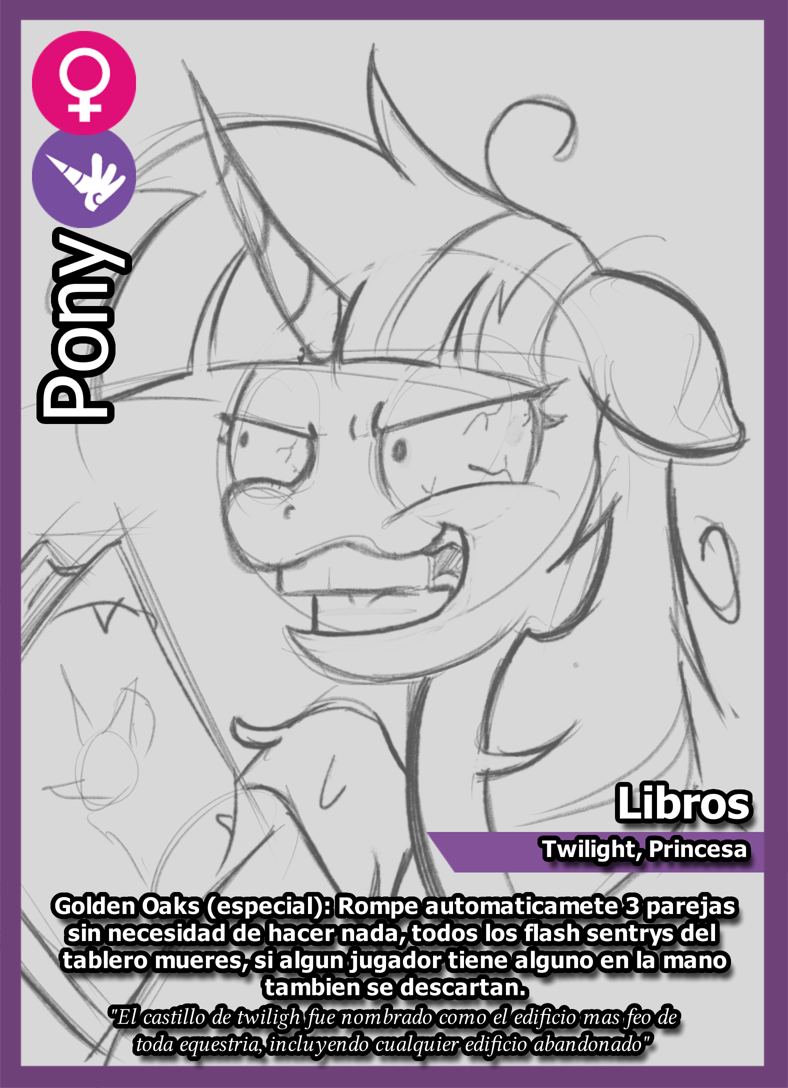 Pony
Libros
Twilight, Princesa
Golden Oaks (especial): Rompe automaticamete 3 parejas
sin necesidad de hacer nada, todos los flash sentrys del
tablero mueres, si algun jugador tiene alguno en la mano
tambien se descartan.
"El castillo de twiligh fue nombrado como el edificio mas feo de
toda equestria, incluyendo cualquier edificio abandonado"